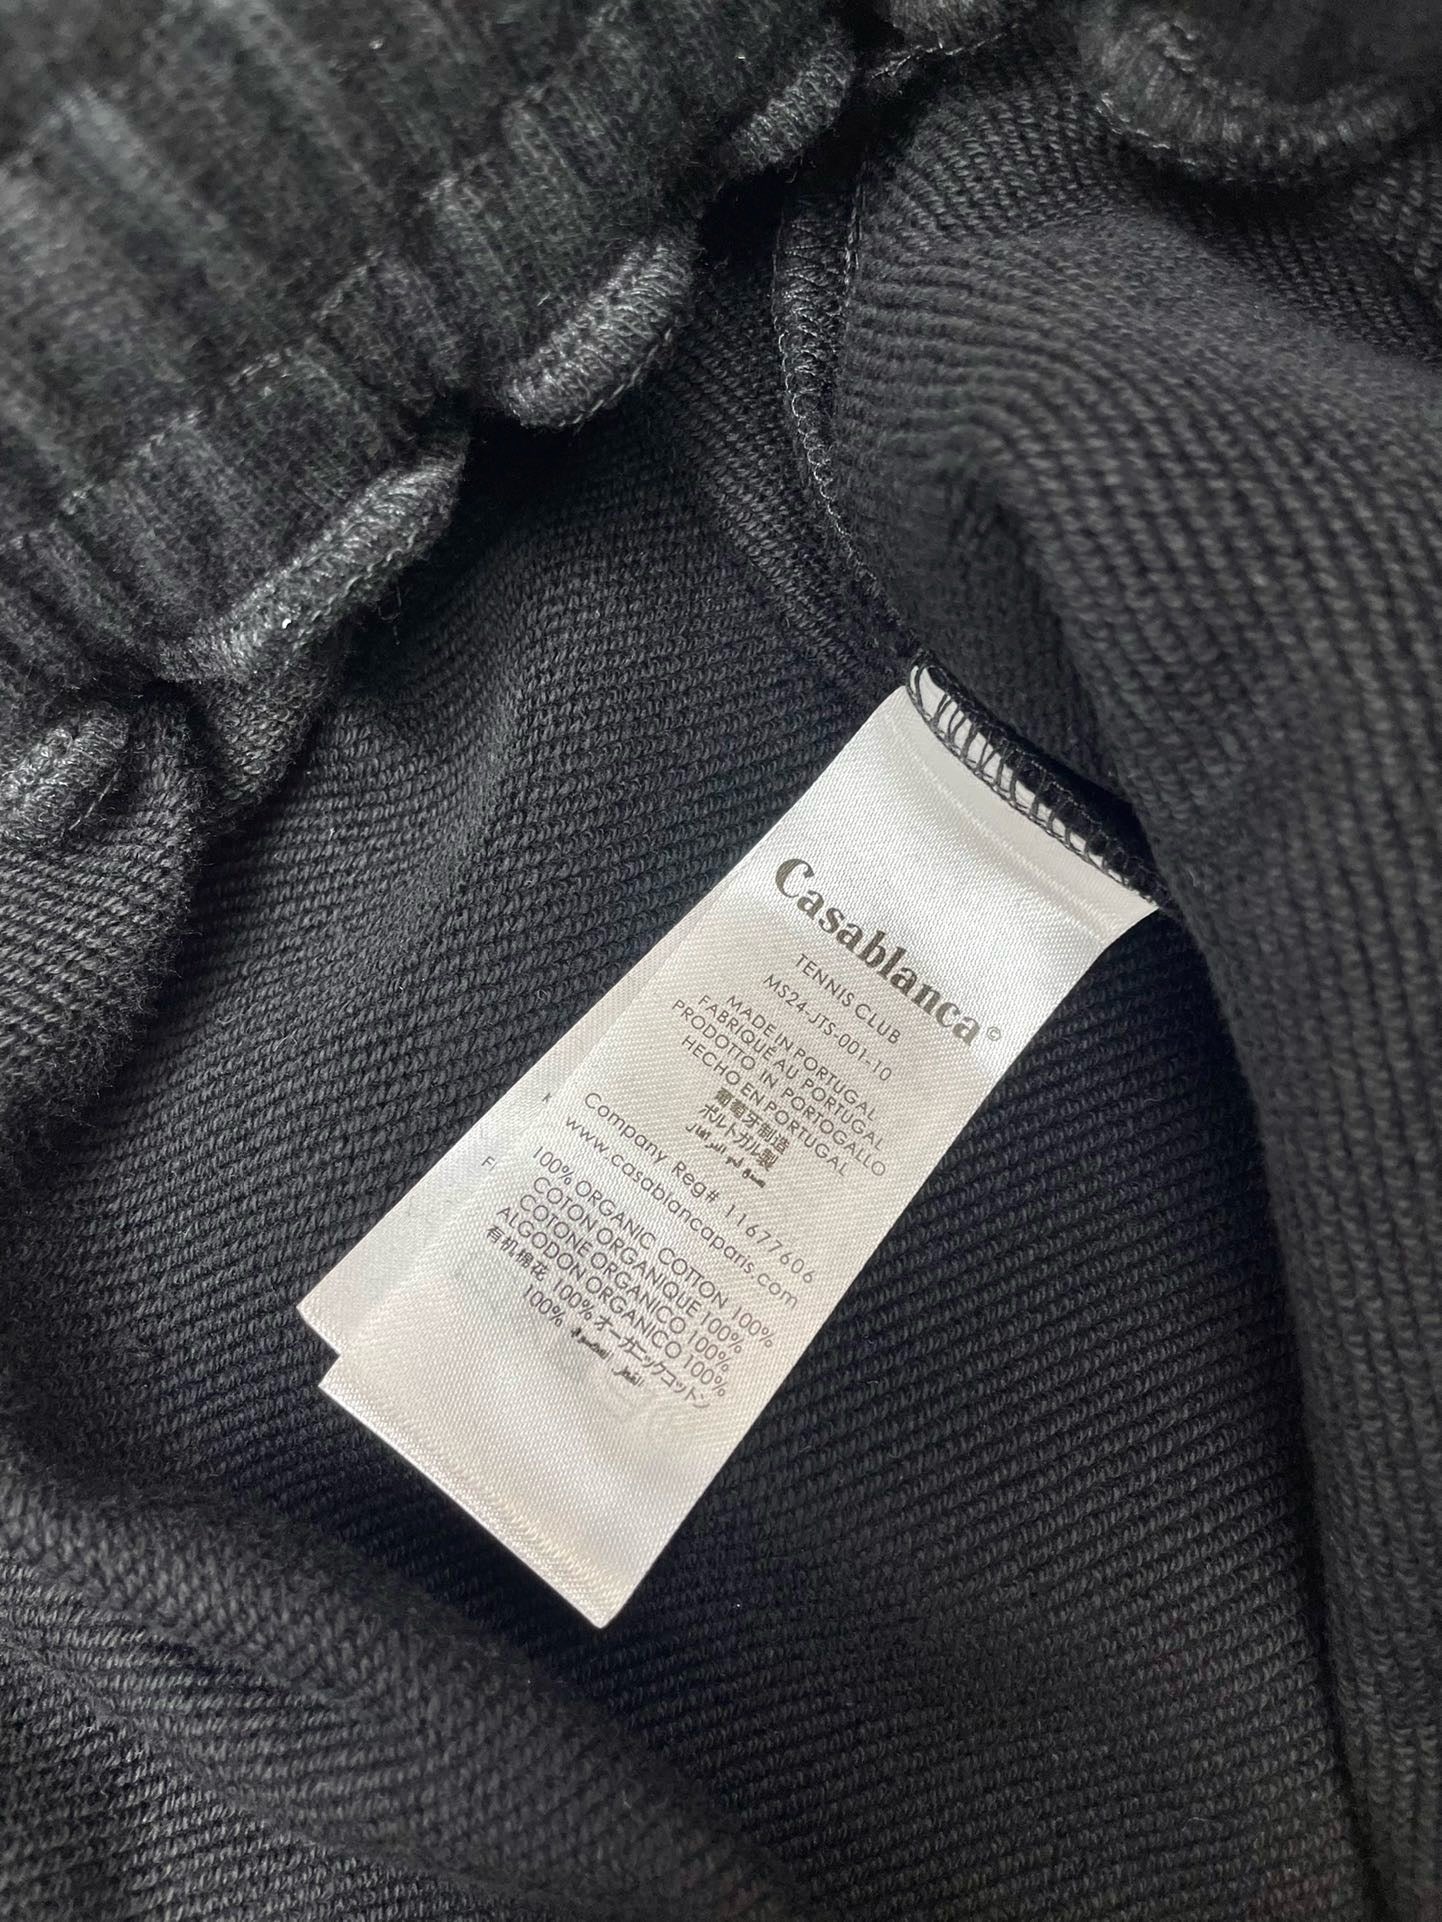 Casablanca©
TENNIS CLUB
MS24-JTS-001-10
MADE IN PORTUGAL
FABRIQUE AU PORTUGAL
PRODOTTO IN PORTOGALLO
HECHO EN PORTUGAL
葡萄牙制造
ポルトガル製
Company Reg# 11677606
www.casablancaparis.com
100% ORGANIC COTTON 100%
COTON ORGANIQUE 100%
COTONE ORGANICO 100%
ALGODON ORGANICO 100%
有机棉花 100% オーガニックコットン
100%